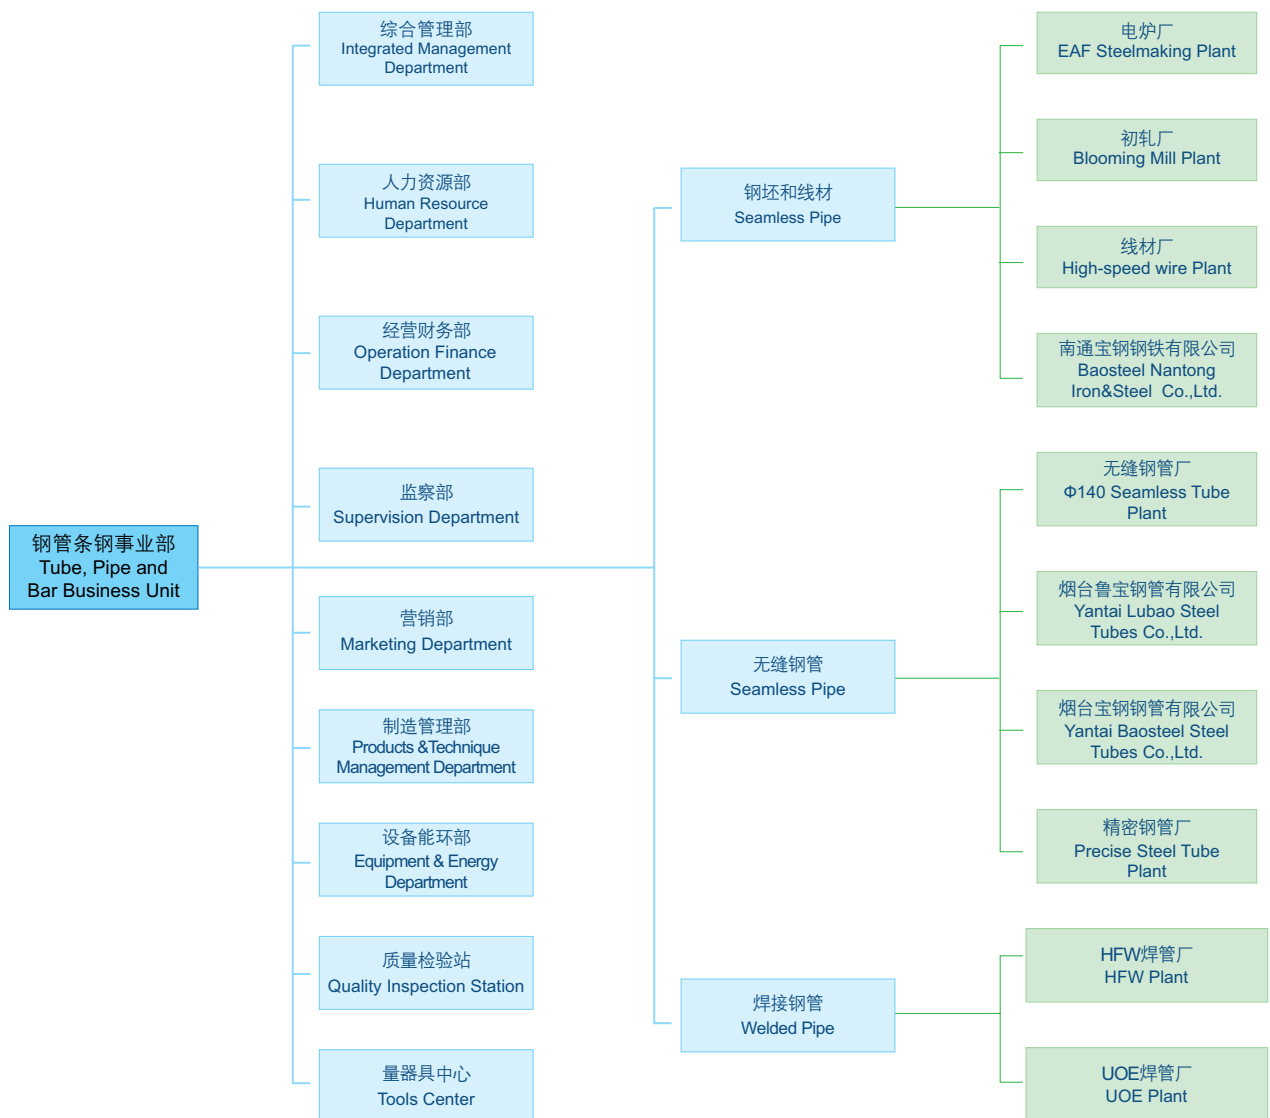 钢管条钢事业部
Tube, Pipe and
Bar Business Unit
综合管理部
Integrated Management
Department
人力资源部
Human Resource
Department
经营财务部
Operation Finance
Department
监察部
Supervision Department
营销部
Marketing Department
制造管理部
Products &Technique
Management Department
设备能环部
Equipment & Energy
Department
质量检验站
Quality Inspection Station
量器具中心
Tools Center
钢坯和线材
Seamless Pipe
无缝钢管
Seamless Pipe
焊接钢管
Welded Pipe
电炉厂
EAF Steelmaking Plant
初轧厂
Blooming Mill Plant
线材厂
High-speed wire Plant
南通宝钢钢铁有限公司
Baosteel Nantong
Iron&Steel Co.,Ltd.
无缝钢管厂
Φ140 Seamless Tube
Plant
烟台鲁宝钢管有限公司
Yantai Lubao Steel
Tubes Co.,Ltd.
烟台宝钢钢管有限公司
Yantai Baosteel Steel
Tubes Co.,Ltd.
精密钢管厂
Precise Steel Tube
Plant
HFW焊管厂
HFW Plant
UOE焊管厂
UOE Plant